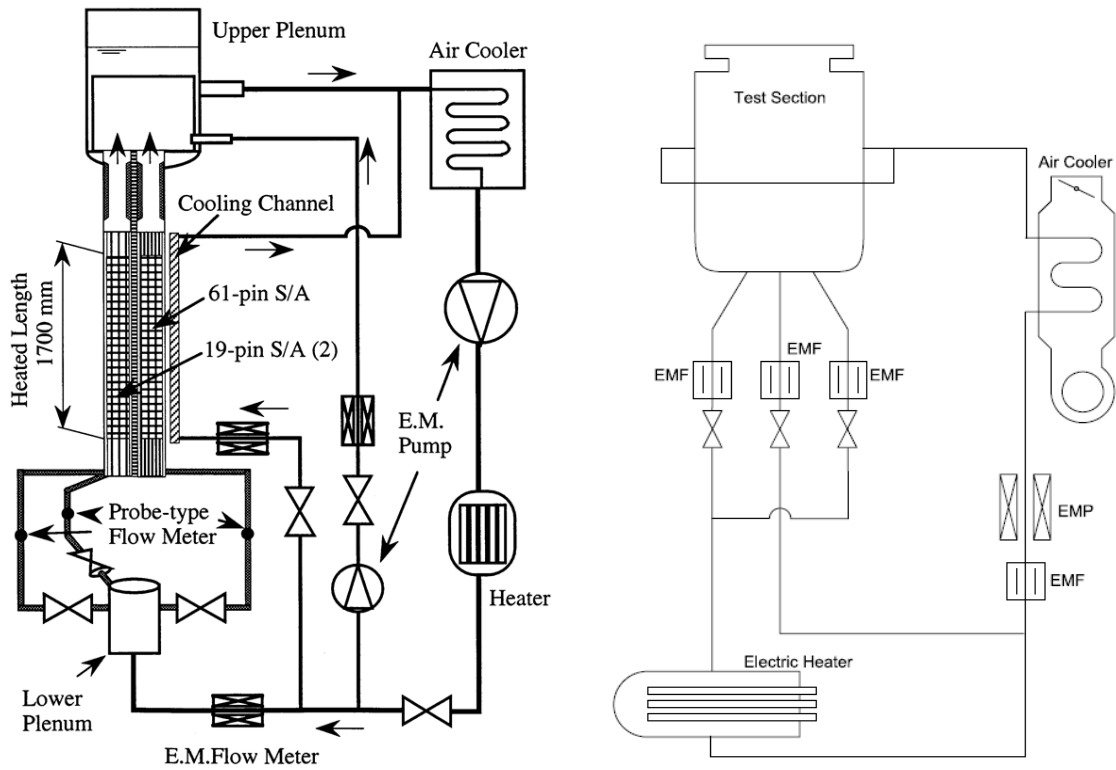 Upper Plenum
Air Cooler
Cooling Channel
Heated Length
1700 mm
61-pin S/A
19-pin S/A (2)
E.M.
Pump
Probe-type
Flow Meter
Heater
Lower
Plenum
E.M.Flow Meter
Test Section
Air Cooler
EMF
EMF
EMF
EMP
EMF
Electric Heater